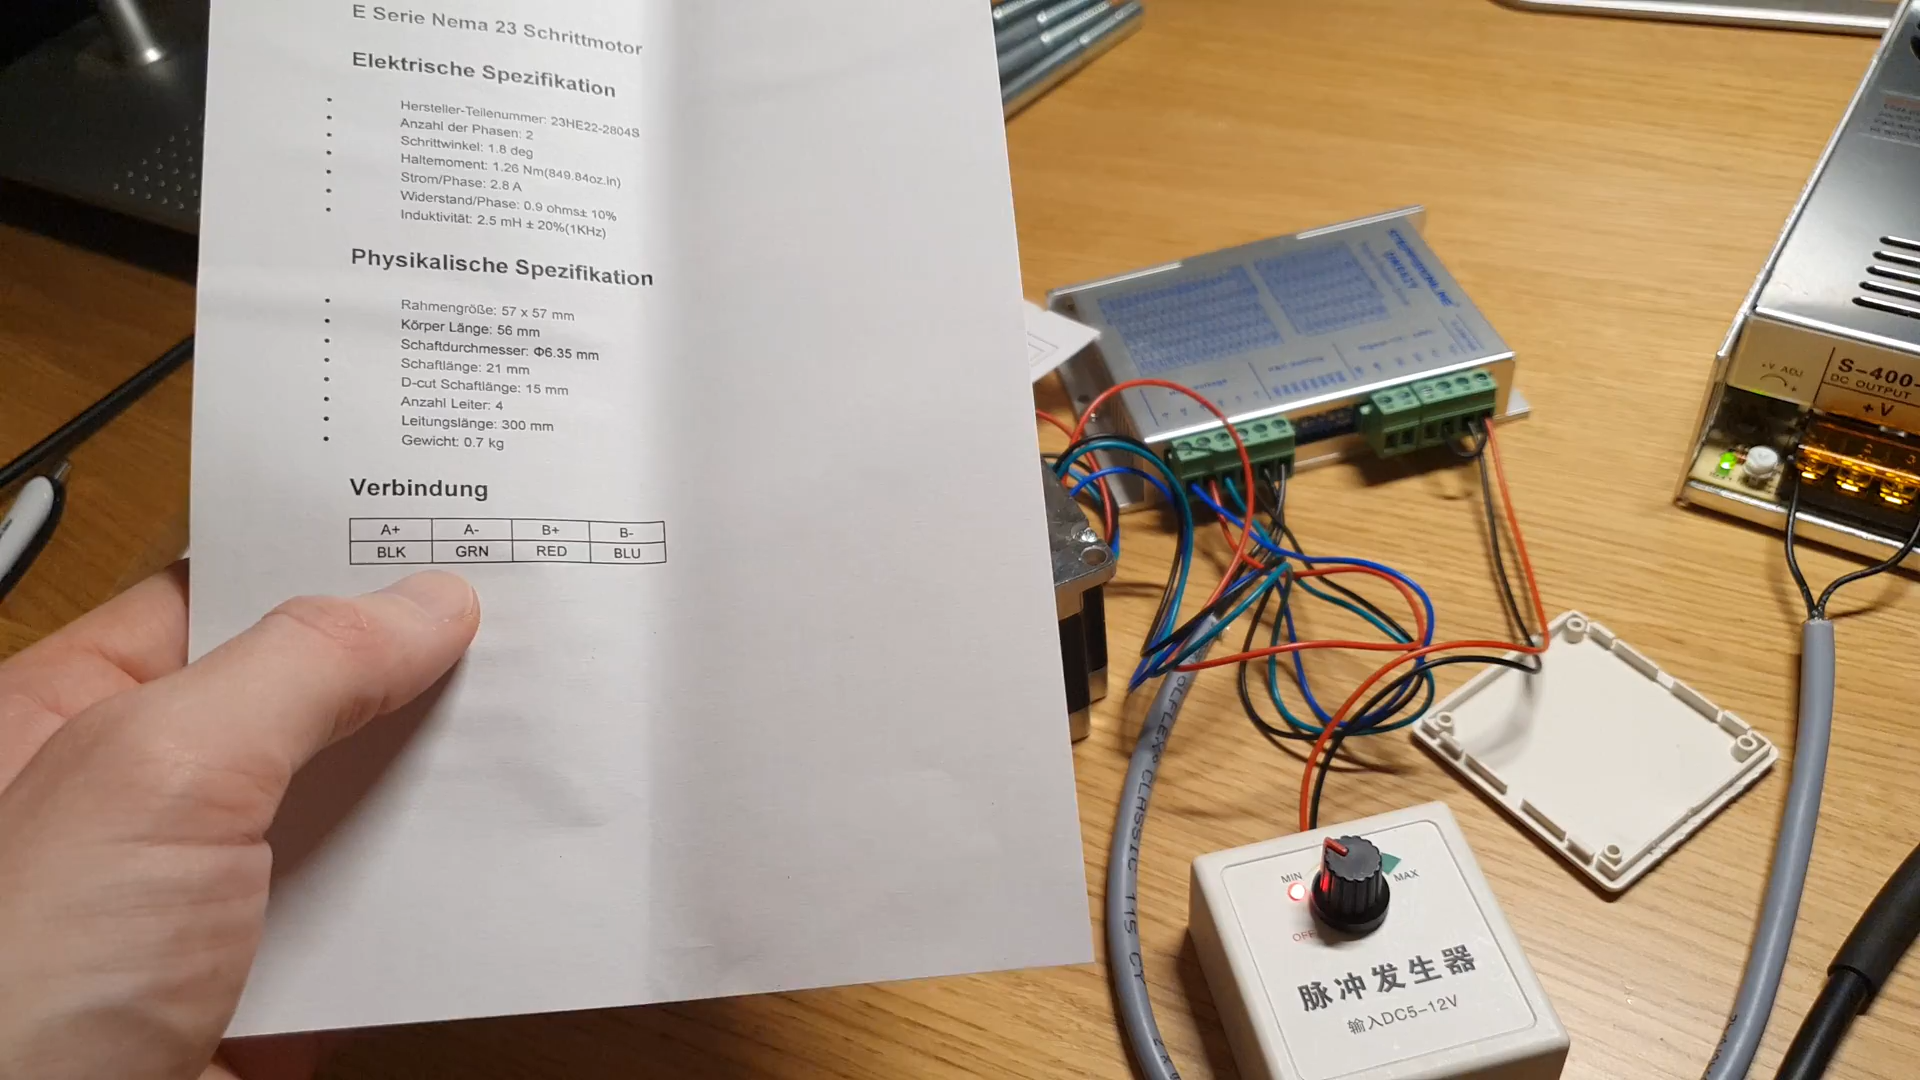 E Serie Nema 23 Schrittmotor
Elektrische Spezifikation
Hersteller-Teilenummer: 23HE22-2804S
Anzahl der Phasen: 2
Schrittwinkel: 1.8 deg
Haltemoment: 1.26 Nm(849.84oz.in)
Strom/Phase: 2.8 A
Widerstand/Phase: 0.9 ohms± 10%
Induktivität: 2.5 mH ± 20%(1KHz)
Physikalische Spezifikation
Rahmengröße: 57 x 57 mm
Körper Länge: 56 mm
Schaftdurchmesser: Φ6.35 mm
Schaftlänge: 21 mm
D-cut Schaftlänge: 15 mm
Anzahl Leiter: 4
Leitungslänge: 300 mm
Gewicht: 0.7 kg
Verbindung
A+ A- B+ B-
BLK GRN RED BLU
+V ADJ
S-400-
DC OUTPUT
+V
ÖLFLEX® CLASSIC 115 CY
MIN
MAX
OFF
脉冲发生器
输入DC5-12V